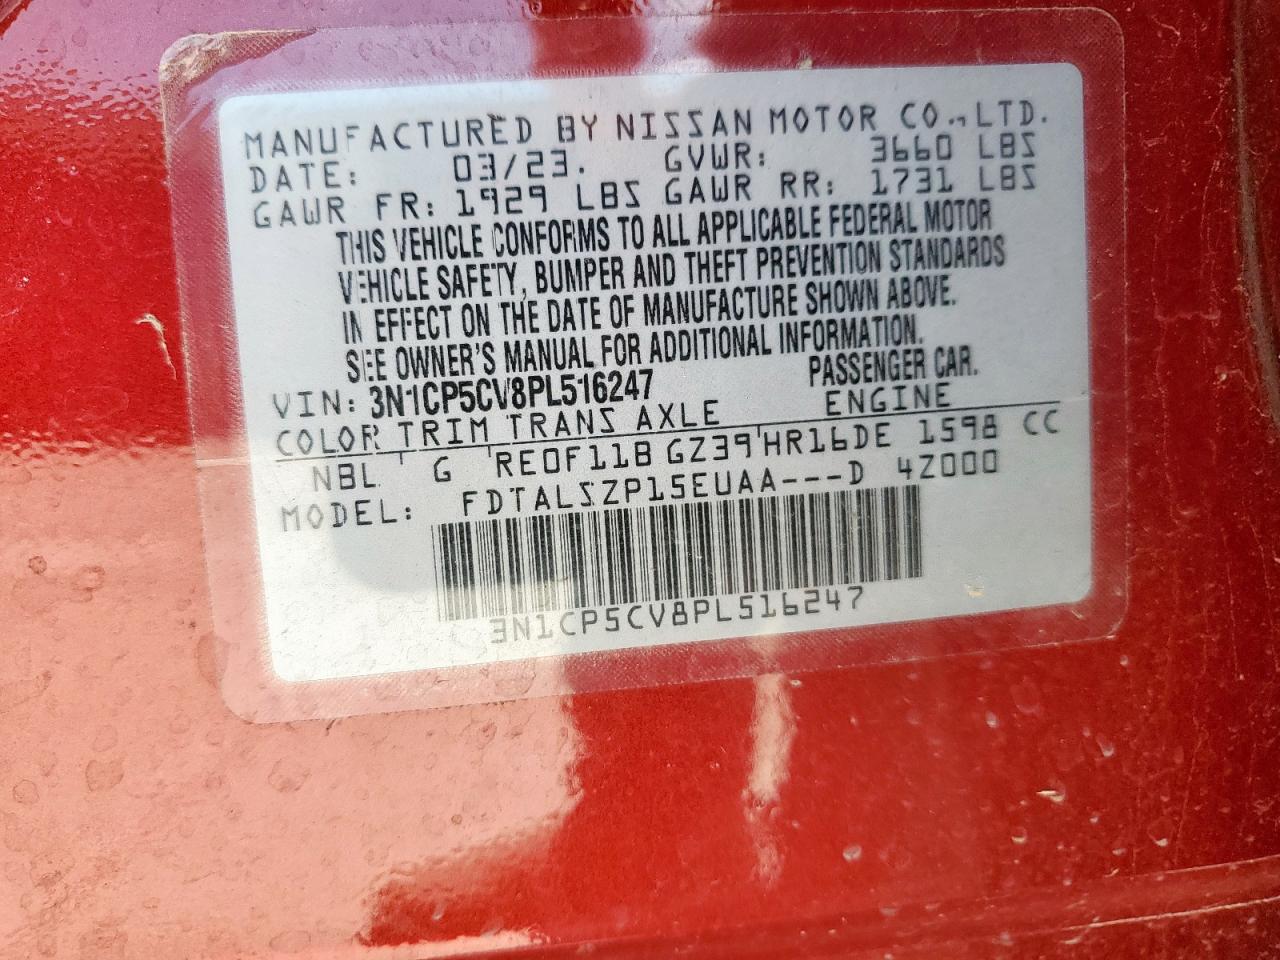 MANUFACTURED BY NISSAN MOTOR CO., LTD.
DATE: 03/23. GVWR: 3660 LBS
GAWR FR: 1929 LBS GAWR RR: 1731 LBS
THIS VEHICLE CONFORMS TO ALL APPLICABLE FEDERAL MOTOR
VEHICLE SAFETY, BUMPER AND THEFT PREVENTION STANDARDS
IN EFFECT ON THE DATE OF MANUFACTURE SHOWN ABOVE.
SEE OWNER'S MANUAL FOR ADDITIONAL INFORMATION.
VIN: 3N1CP5CV8PL516247 PASSENGER CAR.
COLOR TRIM TRANS AXLE ENGINE
NBL G RE0F11B GZ39 HR16DE 1598 CC
MODEL: FDTALSZP15EUAA---D 4Z000
3N1CP5CV8PL516247